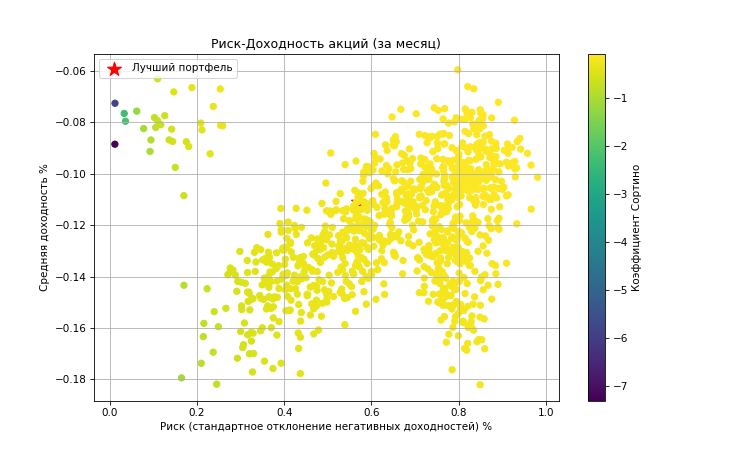 Риск-Доходность акций (за месяц)
Лучший портфель
−0.06
−0.08
−0.10
−0.12
−0.14
−0.16
−0.18
Средняя доходность %
0.0 0.2 0.4 0.6 0.8 1.0
Риск (стандартное отклонение негативных доходностей) %
−1
−2
−3
−4
−5
−6
−7
Коэффициент Сортино